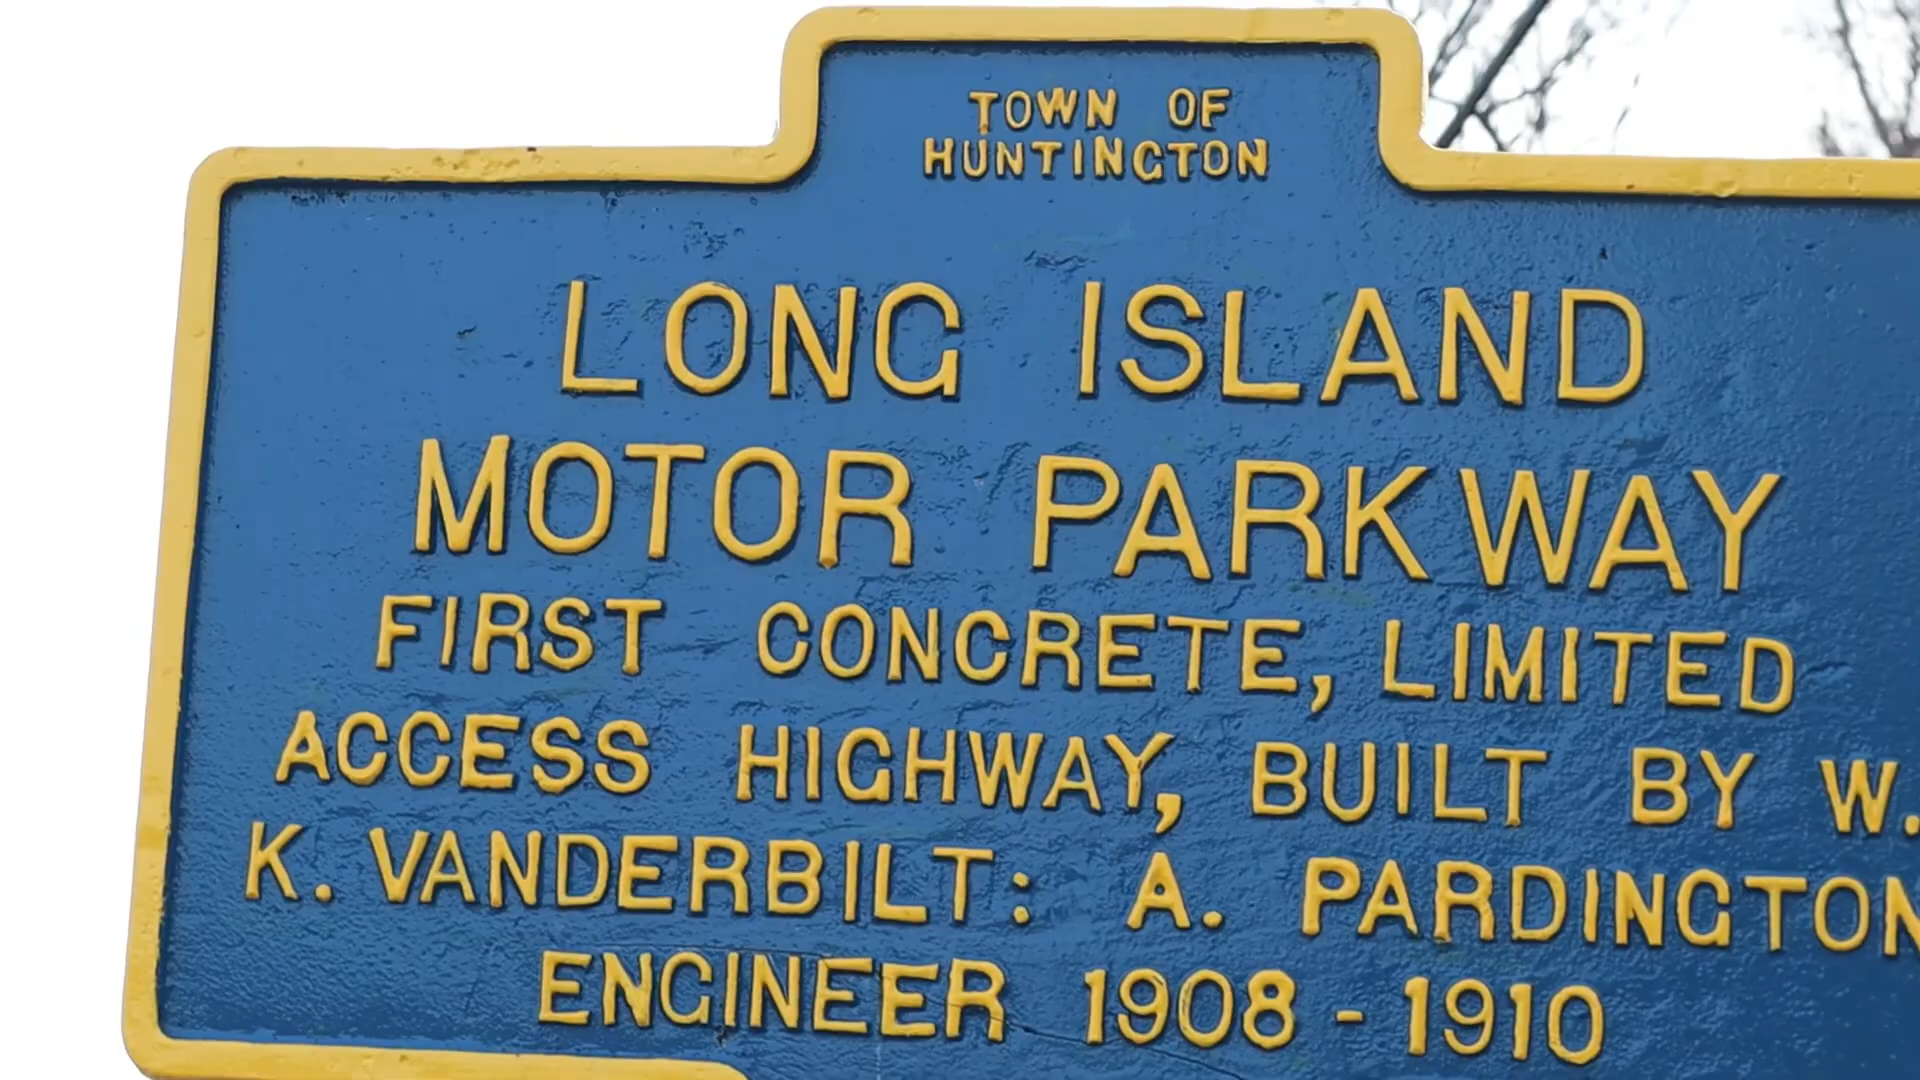 TOWN OF
HUNTINGTON
LONG ISLAND
MOTOR PARKWAY
FIRST CONCRETE, LIMITED
ACCESS HIGHWAY, BUILT BY W.
K. VANDERBILT: A. PARDINGTON
ENGINEER 1908 - 1910